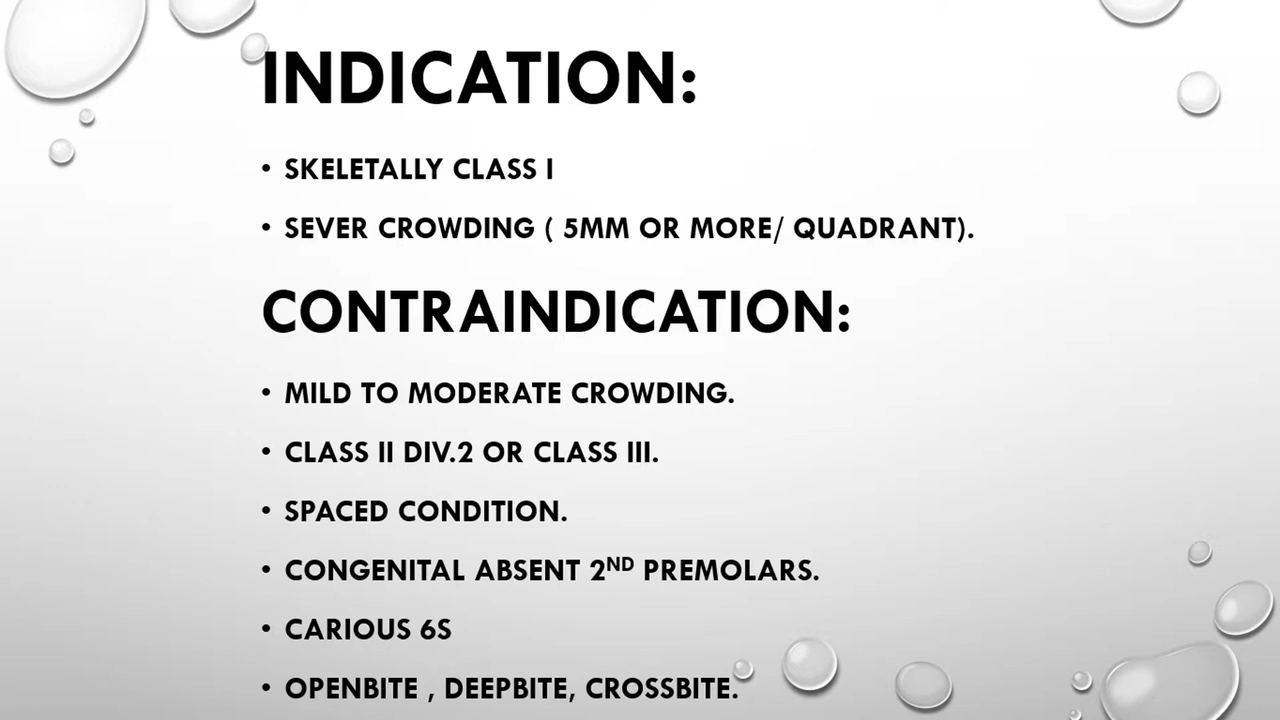 INDICATION:
• SKELETALLY CLASS I
• SEVER CROWDING ( 5MM OR MORE/ QUADRANT).
CONTRAINDICATION:
• MILD TO MODERATE CROWDING.
• CLASS II DIV.2 OR CLASS III.
• SPACED CONDITION.
• CONGENITAL ABSENT 2ND PREMOLARS.
• CARIOUS 6S
• OPENBITE , DEEPBITE, CROSSBITE.